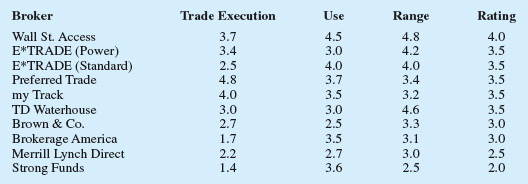 Broker Trade Execution Use Range Rating
Wall St. Access 3.7 4.5 4.8 4.0
E*TRADE (Power) 3.4 3.0 4.2 3.5
E*TRADE (Standard) 2.5 4.0 4.0 3.5
Preferred Trade 4.8 3.7 3.4 3.5
my Track 4.0 3.5 3.2 3.5
TD Waterhouse 3.0 3.0 4.6 3.5
Brown & Co. 2.7 2.5 3.3 3.0
Brokerage America 1.7 3.5 3.1 3.0
Merrill Lynch Direct 2.2 2.7 3.0 2.5
Strong Funds 1.4 3.6 2.5 2.0